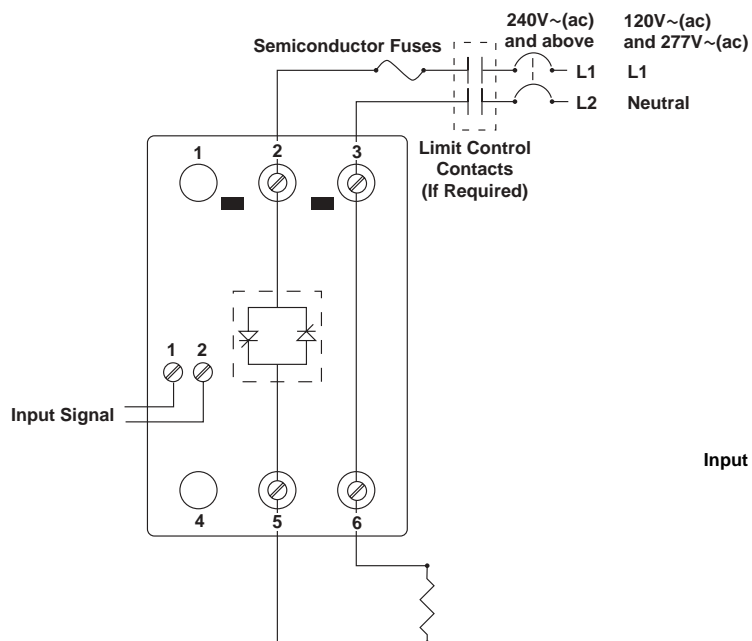 240V~(ac)
and above
120V~(ac)
and 277V~(ac)
Semiconductor Fuses
L1
L1
L2
Neutral
Limit Control
Contacts
(If Required)
1
2
3
1
2
Input Signal
Input
4
5
6